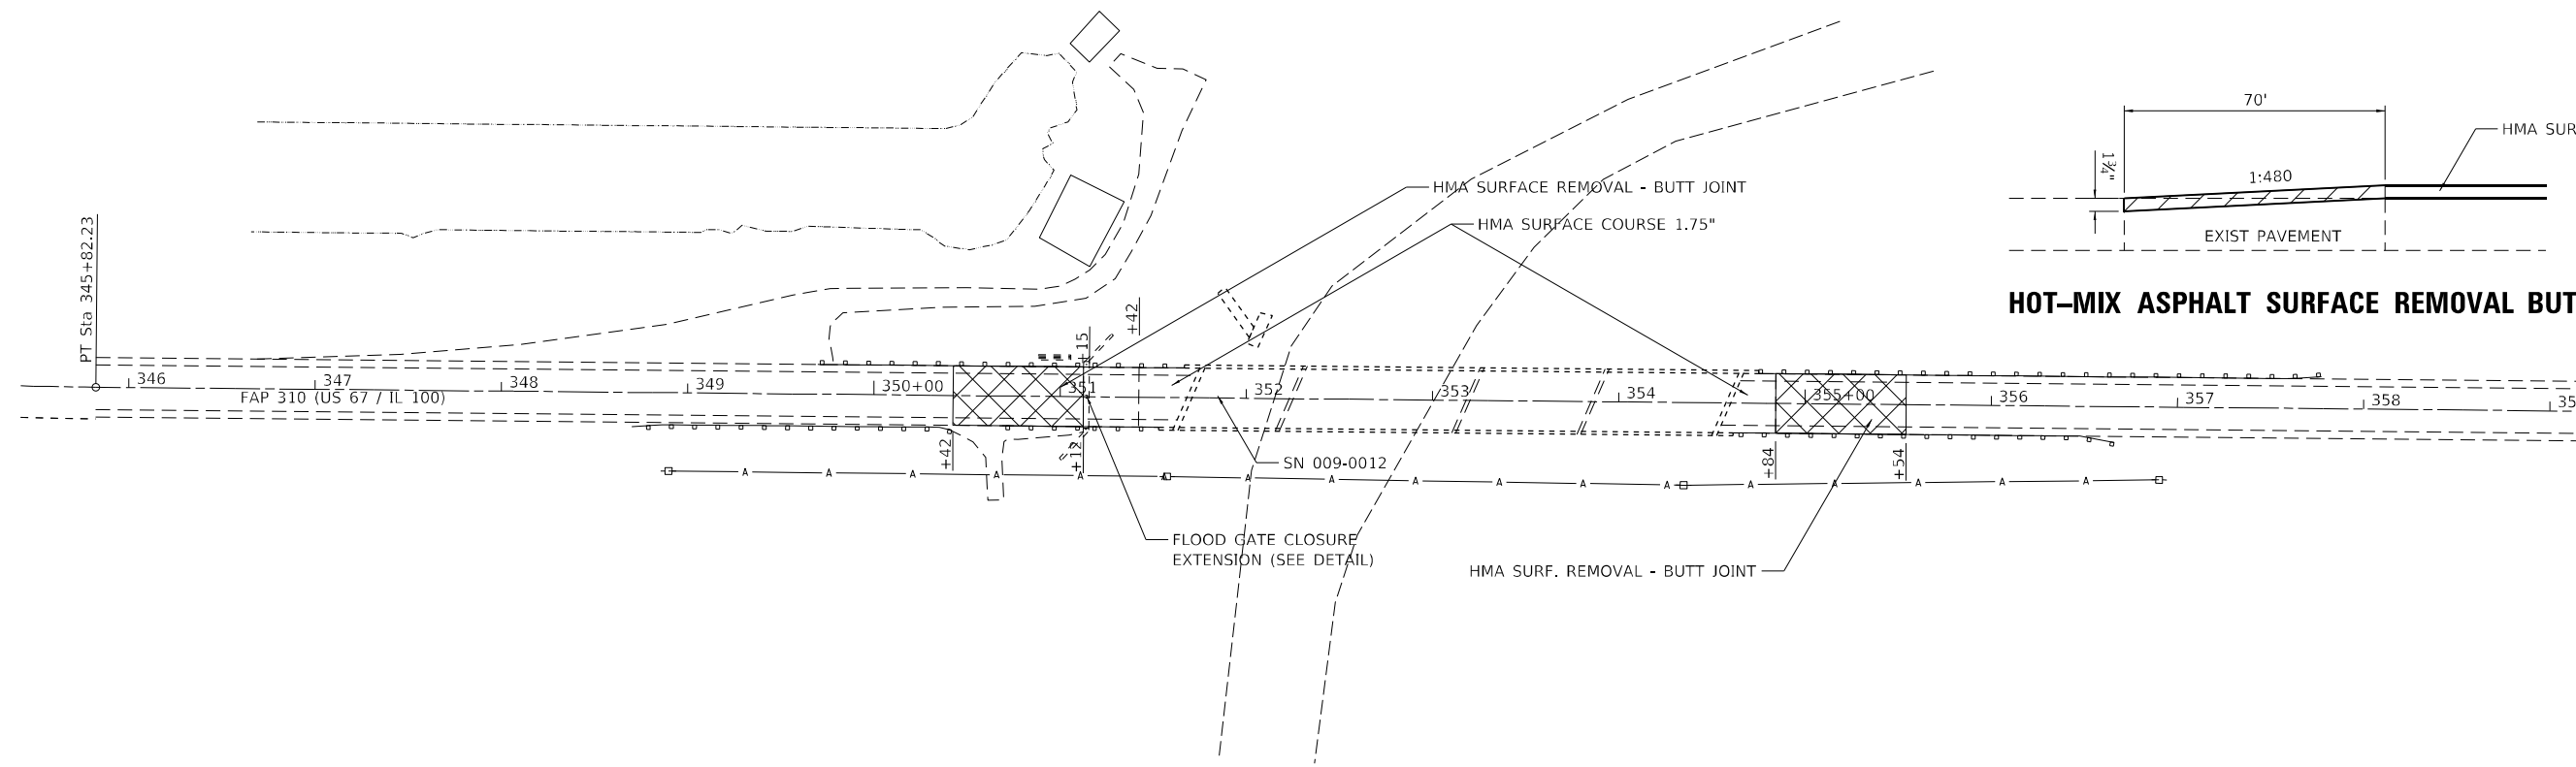 70'
HMA SUR
1¾"
1:480
EXIST PAVEMENT
HOT-MIX ASPHALT SURFACE REMOVAL BUT
HMA SURFACE REMOVAL - BUTT JOINT
HMA SURFACE COURSE 1.75"
PT Sta 345+82.23
+15
+42
346
347
348
349
350+00
351
352
353
354
355+00
356
357
358
35
FAP 310 (US 67 / IL 100)
+42
+12
+84
+54
SN 009-0012
A A A A A A A A A A A A A A A A A
FLOOD GATE CLOSURE
EXTENSION (SEE DETAIL)
HMA SURF. REMOVAL - BUTT JOINT